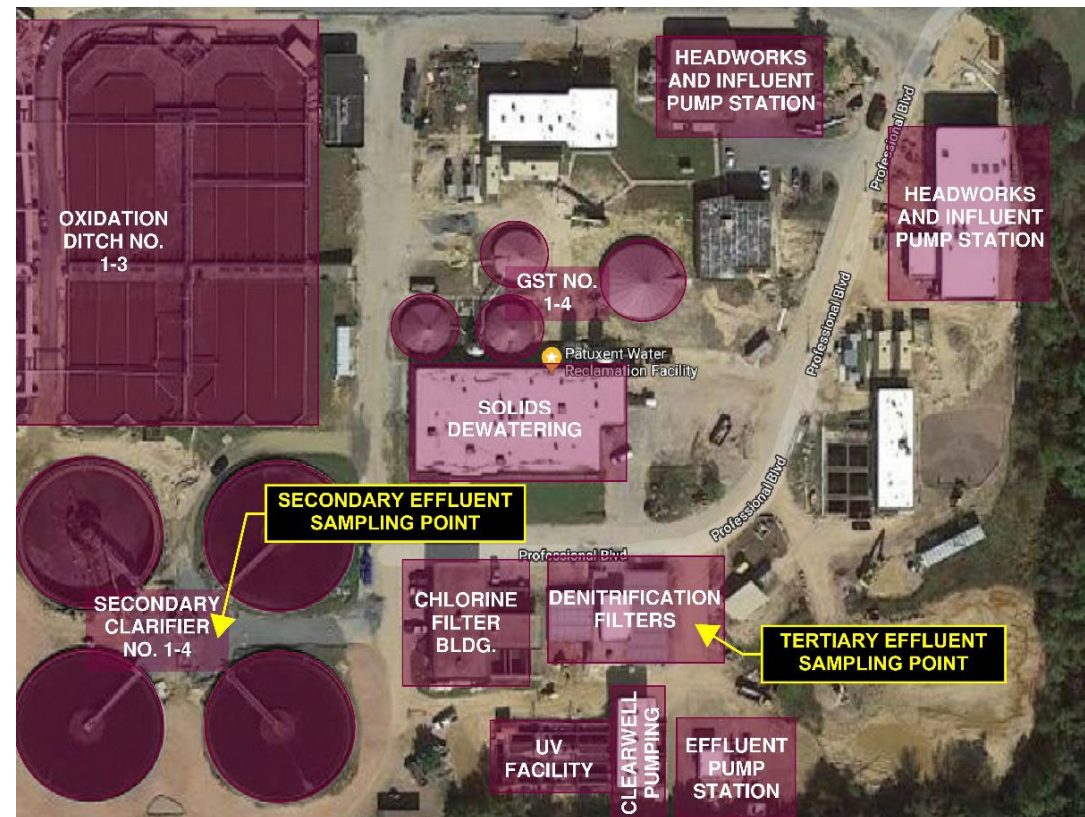 HEADWORKS
AND INFLUENT
PUMP STATION
Professional Blvd
HEADWORKS
AND INFLUENT
PUMP STATION
OXIDATION
DITCH NO.
1-3
GST NO.
1-4
Professional Blvd
Patuxent Water
Reclamation Facility
SOLIDS
DEWATERING
SECONDARY EFFLUENT
SAMPLING POINT
Professional Blvd
Professional Blvd
SECONDARY
CLARIFIER
NO. 1-4
CHLORINE
FILTER
BLDG.
DENITRIFICATION
FILTERS
TERTIARY EFFLUENT
SAMPLING POINT
UV
FACILITY
CLEARWELL
PUMPING
EFFLUENT
PUMP
STATION